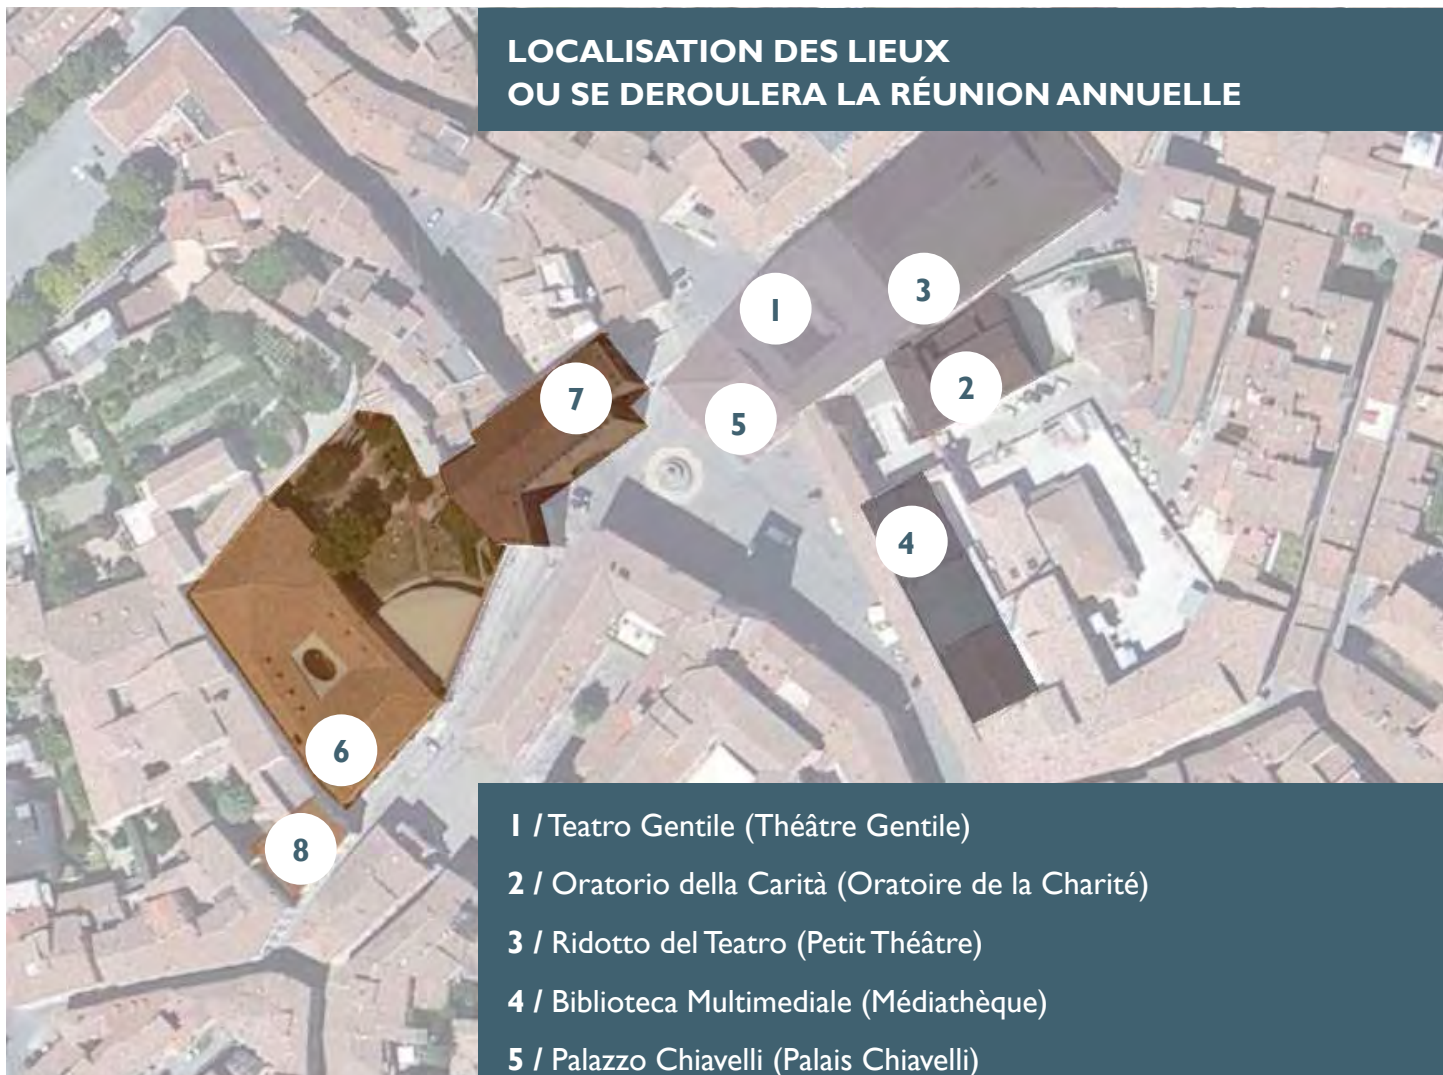 LOCALISATION DES LIEUX
OU SE DEROULERA LA RÉUNION ANNUELLE
1
3
2
7
5
4
6
8
1 / Teatro Gentile (Théâtre Gentile)
2 / Oratorio della Carità (Oratoire de la Charité)
3 / Ridotto del Teatro (Petit Théâtre)
4 / Biblioteca Multimediale (Médiathèque)
5 / Palazzo Chiavelli (Palais Chiavelli)